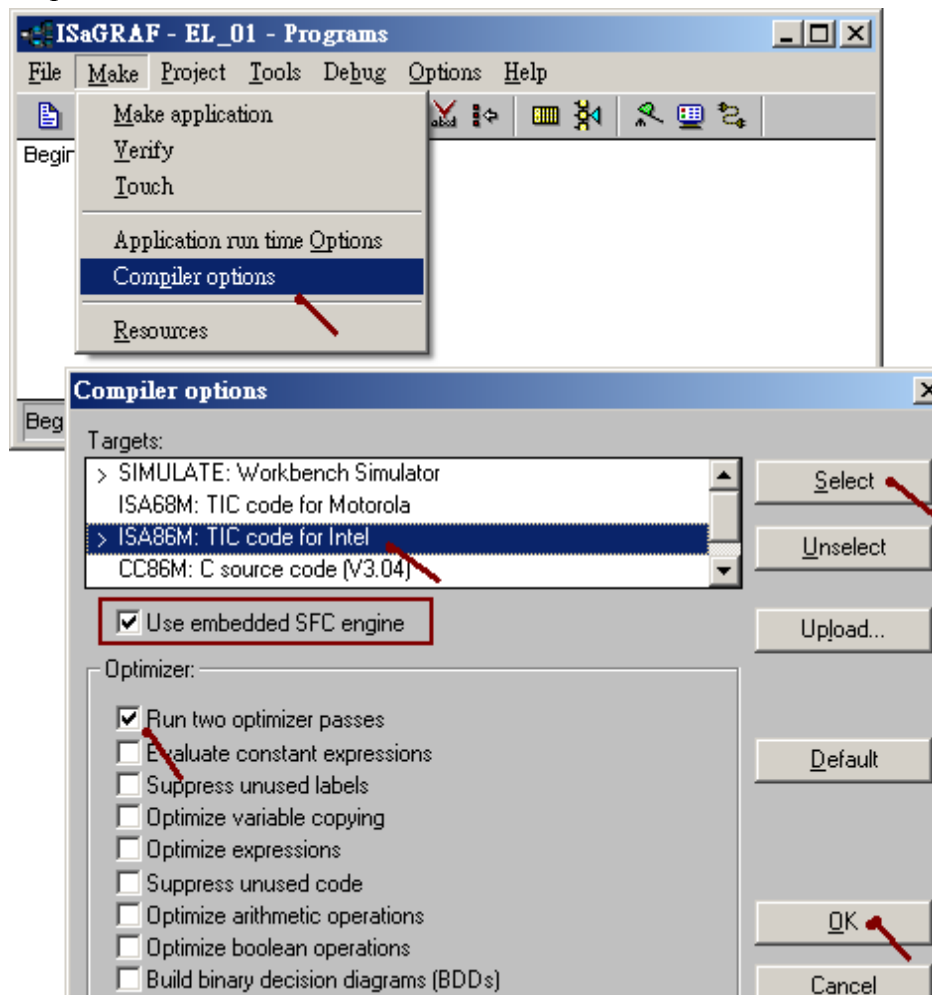 ISaGRAF - EL_01 - Programs
File Make Project Tools Debug Options Help
Make application
Begin
Verify
Touch
Application run time Options
Compiler options
Resources
Compiler options
Beg
Targets:
> SIMULATE: Workbench Simulator
Select
ISA68M: TIC code for Motorola
> ISA86M: TIC code for Intel
Unselect
CC86M: C source code (V3.04)
Use embedded SFC engine
Upload...
Optimizer:
Run two optimizer passes
Evaluate constant expressions
Default
Suppress unused labels
Optimize variable copying
Optimize expressions
Suppress unused code
Optimize arithmetic operations
OK
Optimize boolean operations
Build binary decision diagrams (BDDs)
Cancel